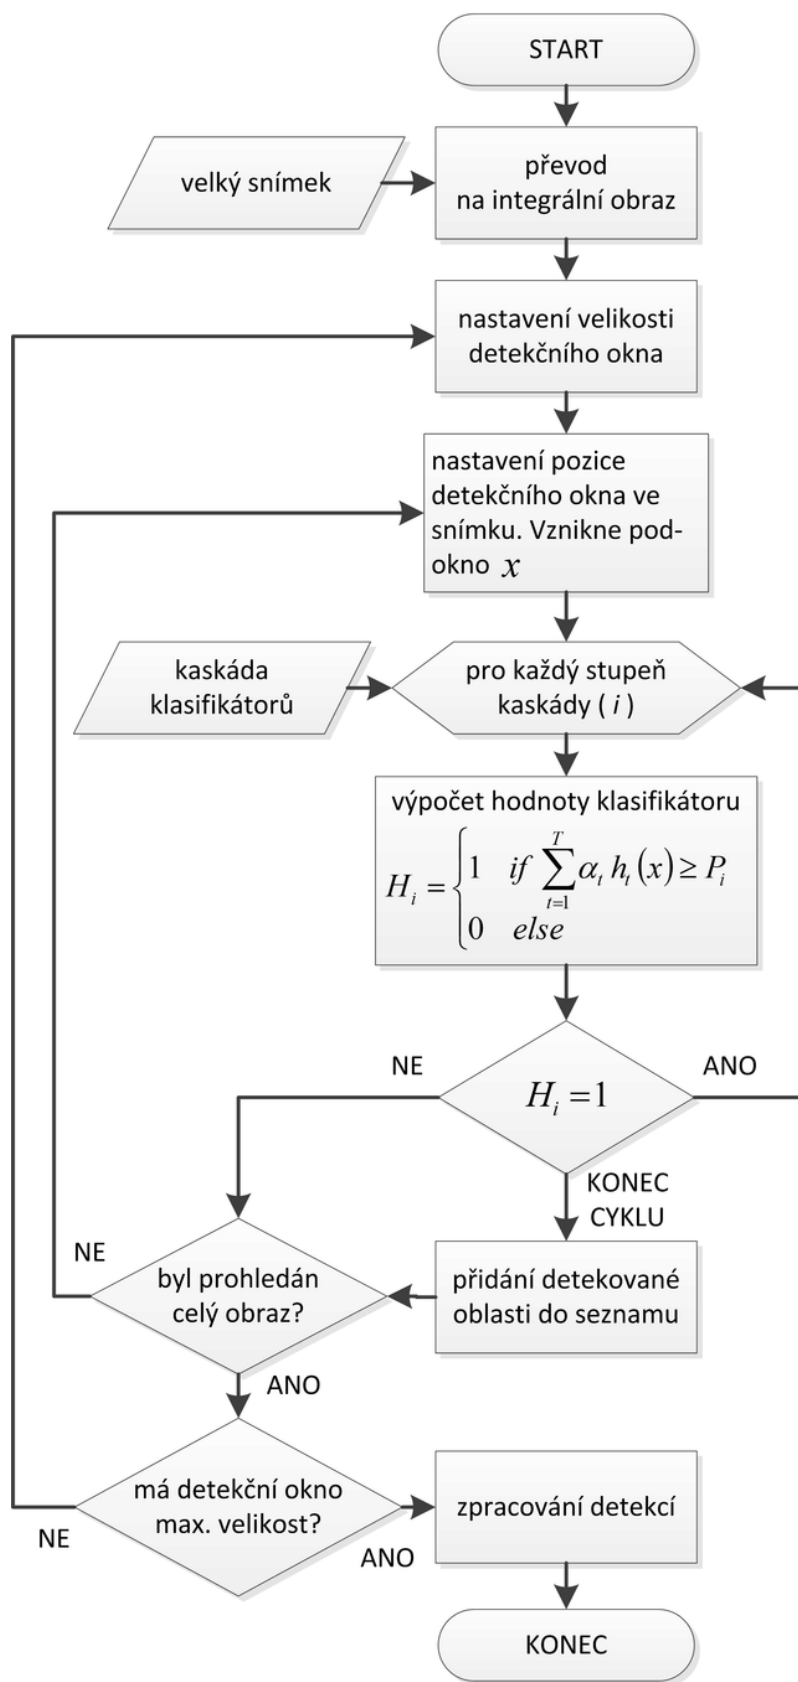 START
velký snímek
převod
na integrální obraz
nastavení velikosti
detekčního okna
nastavení pozice
detekčního okna ve
snímku. Vznikne pod-
okno x
kaskáda
klasifikátorů
pro každý stupeň
kaskády ( i )
výpočet hodnoty klasifikátoru
H_i = { 1 if \sum_{t=1}^{T} α_t h_t(x) ≥ P_i
0 else
NE
ANO
H_i = 1
KONEC
CYKLU
NE
byl prohledán
celý obraz?
přidání detekované
oblasti do seznamu
ANO
má detekční okno
max. velikost?
zpracování detekcí
NE
ANO
KONEC